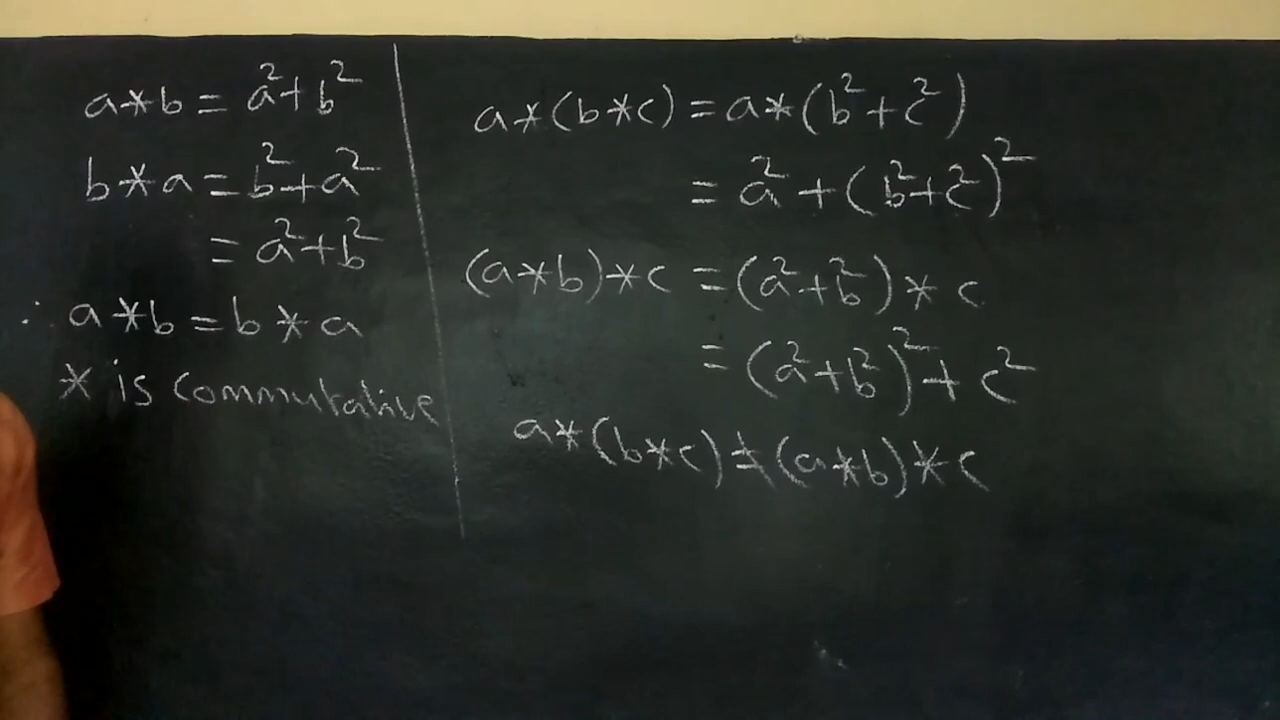 a*b = a²+b²
b*a = b²+a²
= a²+b²
∴ a*b = b*a
* is commutative
a*(b*c) = a*(b²+c²)
= a²+(b²+c²)²
(a*b)*c = (a²+b²)*c
= (a²+b²)²+c²
a*(b*c) ≠ (a*b)*c